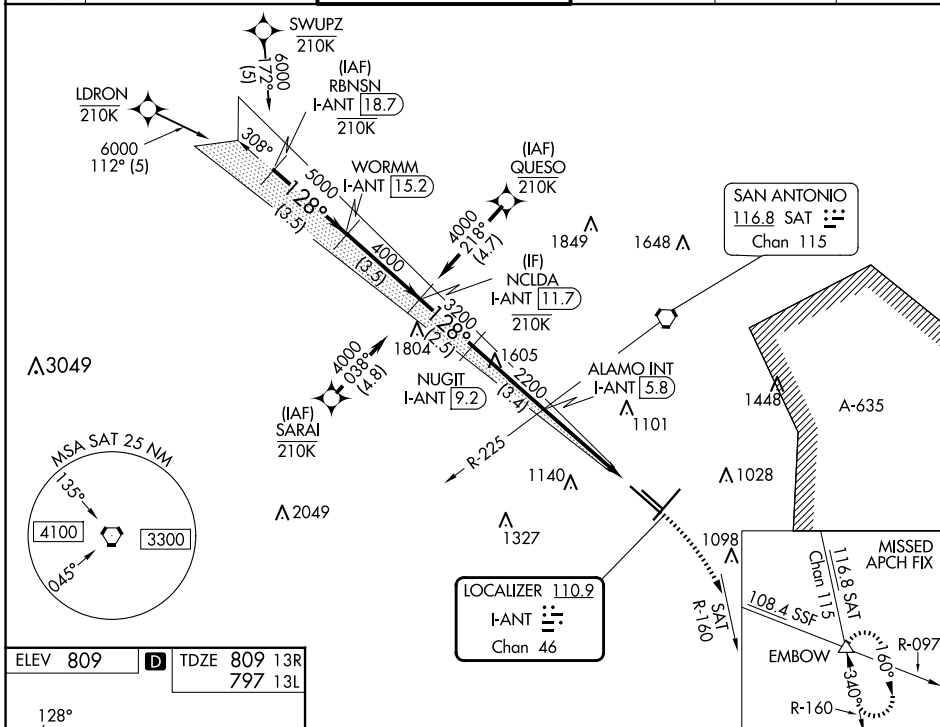 SWUPZ
210K
6000
172°
(5)
(IAF)
RBNSN
I-ANT 18.7
210K
LDRON
210K
6000
112° (5)
308°
5000
128°
(3.5)
WORMM
I-ANT 15.2
4000
(3.5)
(IAF)
QUESO
210K
4000
218°
(4.7)
1849
1648
SAN ANTONIO
116.8 SAT
Chan 115
(IF)
NCLDA
I-ANT 11.7
210K
3200
128°
(2.5)
1804
1605
3049
4000
038°
(4.8)
(IAF)
SARAI
210K
NUGIT
I-ANT 9.2
2200
(3.4)
ALAMO INT
I-ANT 5.8
1101
1448
A-635
R-225
MSA SAT 25 NM
135°
4100
3300
045°
2049
1140
1327
1028
1098
LOCALIZER 110.9
I-ANT
Chan 46
SAT
R-160
MISSED
APCH FIX
116.8 SAT
Chan 115
108.4 SSF
EMBOW
R-097
160°
340°
R-160
ELEV 809
D
TDZE 809 13R
797 13L
128°